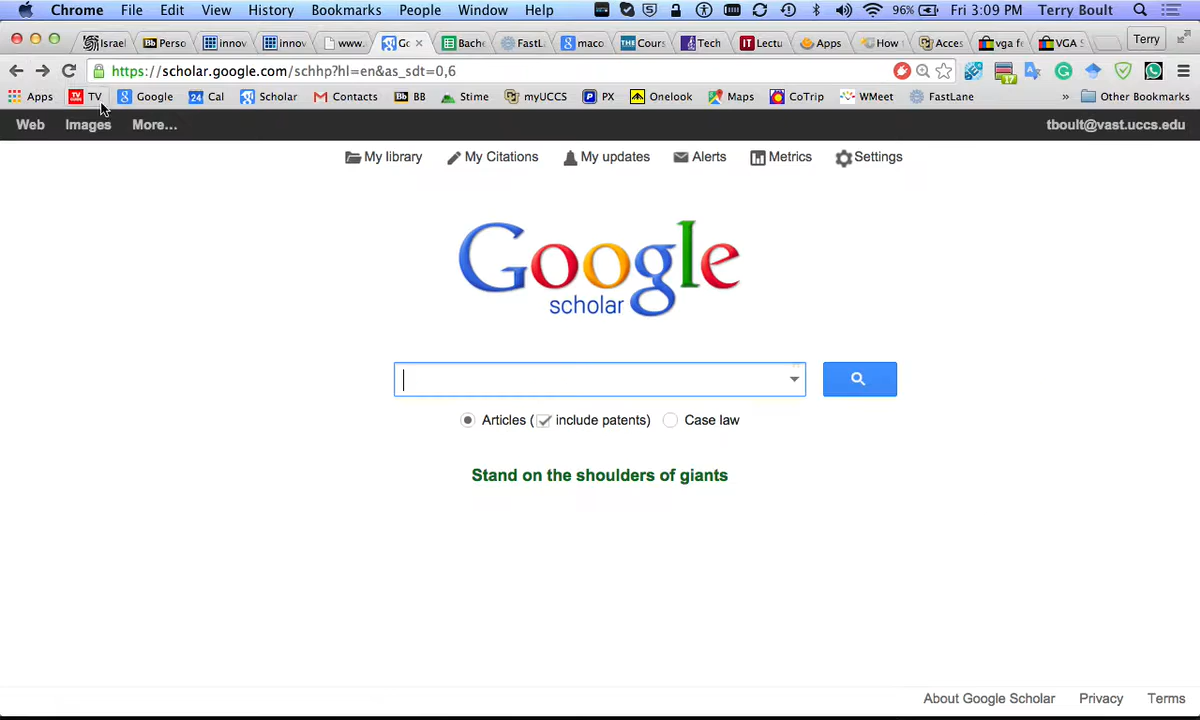 Chrome File Edit View History Bookmarks People Window Help 96% Fri 3:09 PM Terry Boult
Israel Perso innov innov www. Go Bache FastL maco Cours Tech Lectu Apps How Acces vga fo VGA S Terry
https://scholar.google.com/schhp?hl=en&as_sdt=0,6
Apps TV Google Cal Scholar Contacts BB Stime myUCCS PX Onelook Maps CoTrip WMeet FastLane » Other Bookmarks
Web Images More… tboult@vast.uccs.edu
My library My Citations My updates Alerts Metrics Settings
Google
scholar
Articles (include patents) Case law
Stand on the shoulders of giants
About Google Scholar Privacy Terms